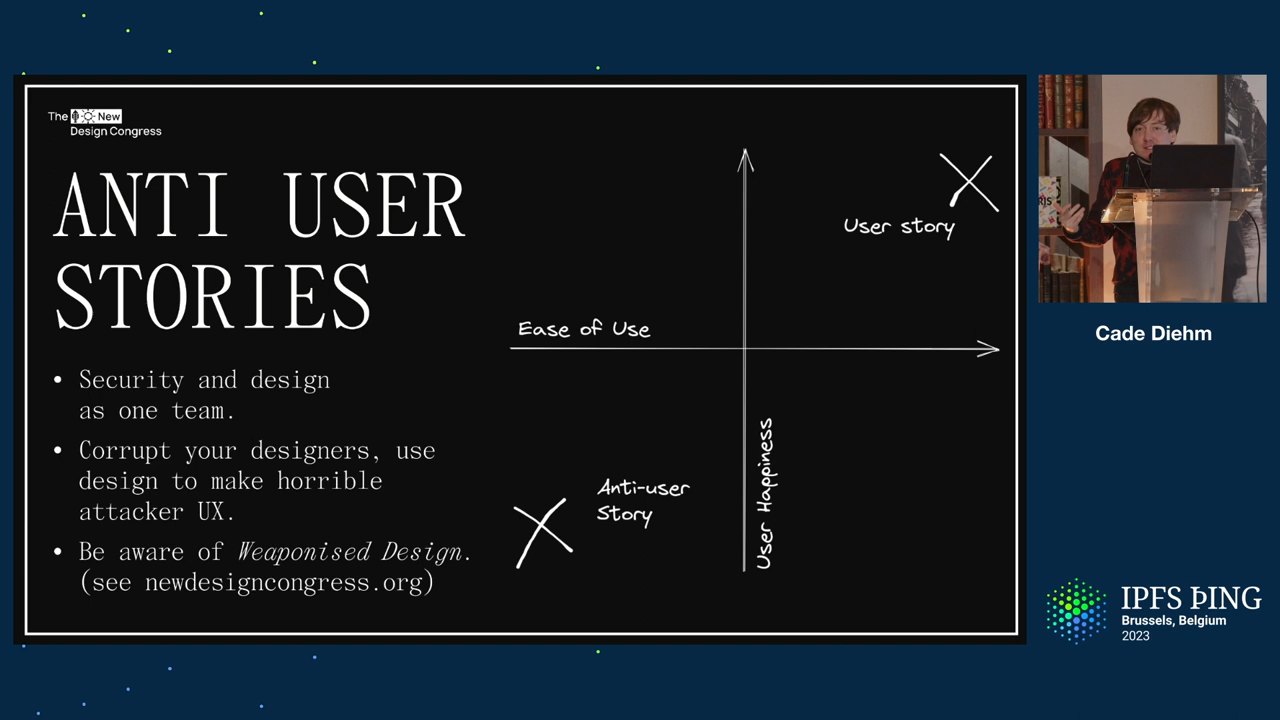 The New
Design Congress
ANTI USER
STORIES
• Security and design
as one team.
• Corrupt your designers, use
design to make horrible
attacker UX.
• Be aware of Weaponised Design.
(see newdesigncongress.org)
User story
Ease of Use
Anti-user
Story
User Happiness
Cade Diehm
IPFS ÞING
Brussels, Belgium
2023